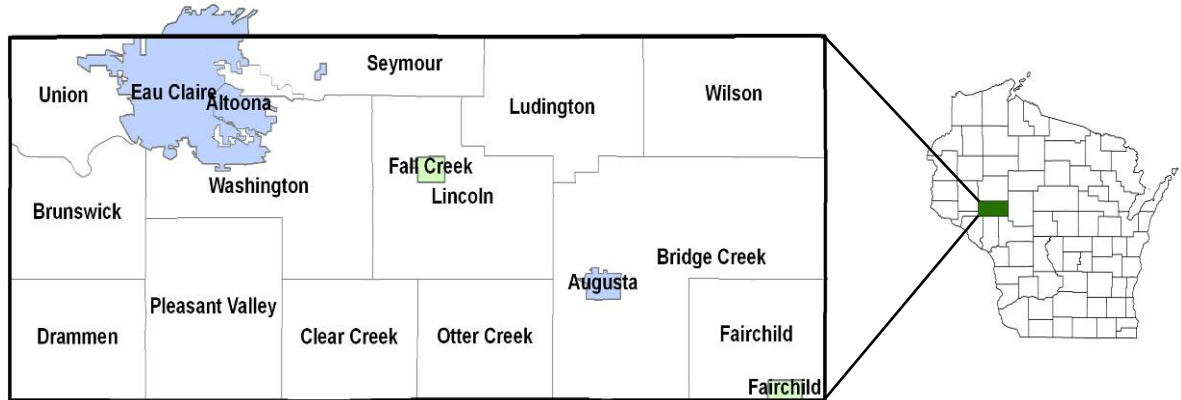 Seymour
Union
Eau Claire
Altoona
Ludington
Wilson
Fall Creek
Washington
Lincoln
Brunswick
Bridge Creek
Augusta
Pleasant Valley
Drammen
Clear Creek
Otter Creek
Fairchild
Fairchild